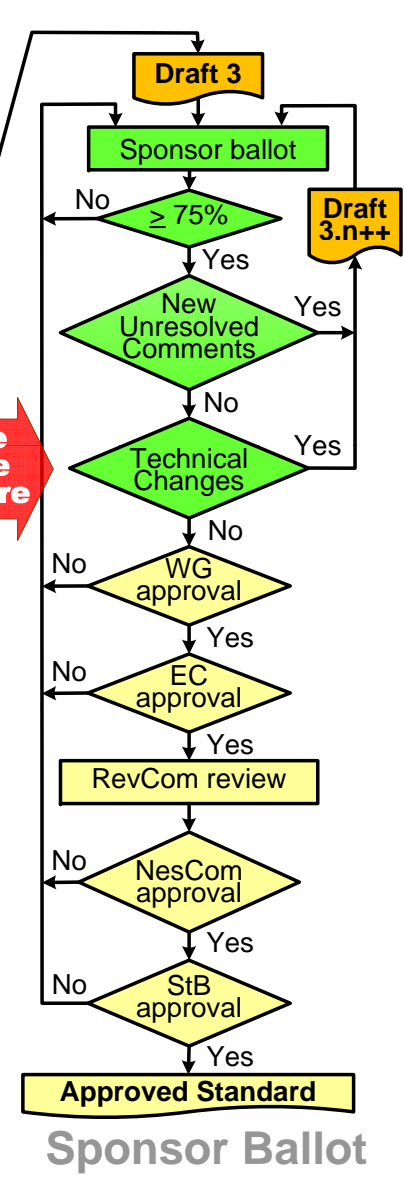 Draft 3
Sponsor ballot
No
≥ 75%
Draft
3.n++
Yes
New
Unresolved
Comments
Yes
No
Technical
Changes
Yes
No
No
WG
approval
Yes
No
EC
approval
Yes
RevCom review
No
NesCom
approval
Yes
No
StB
approval
Yes
Approved Standard
Sponsor Ballot